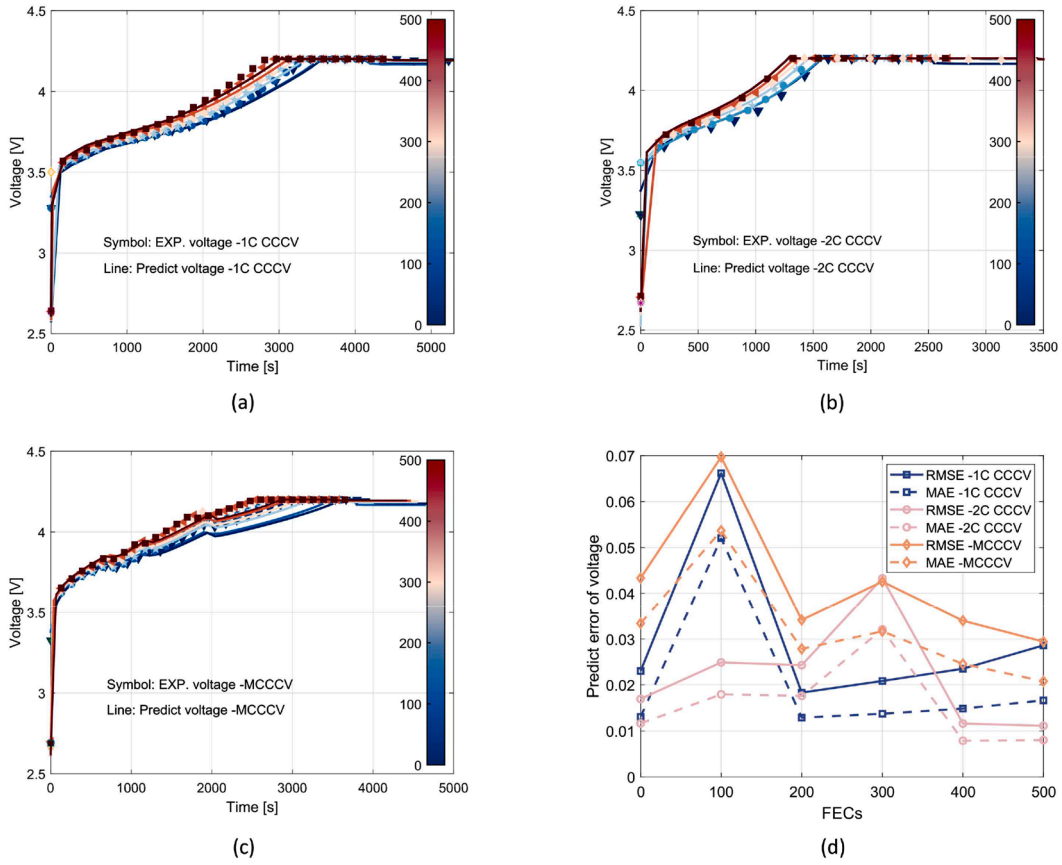 4.5
4
3.5
3
2.5
Voltage [V]
Symbol: EXP. voltage -1C CCCV
Line: Predict voltage -1C CCCV
500
400
300
200
100
0
0 1000 2000 3000 4000 5000
Time [s]
(a)
4.5
4
3.5
3
2.5
Voltage [V]
Symbol: EXP. voltage -2C CCCV
Line: Predict voltage -2C CCCV
500
400
300
200
100
0
0 500 1000 1500 2000 2500 3000 3500
Time [s]
(b)
4.5
4
3.5
3
2.5
Voltage [V]
Symbol: EXP. voltage -MCCCV
Line: Predict voltage -MCCCV
500
400
300
200
100
0
0 1000 2000 3000 4000 5000
Time [s]
(c)
0.07
0.06
0.05
0.04
0.03
0.02
0.01
0
Predict error of voltage
RMSE -1C CCCV
MAE -1C CCCV
RMSE -2C CCCV
MAE -2C CCCV
RMSE -MCCCV
MAE -MCCCV
0 100 200 300 400 500
FECs
(d)